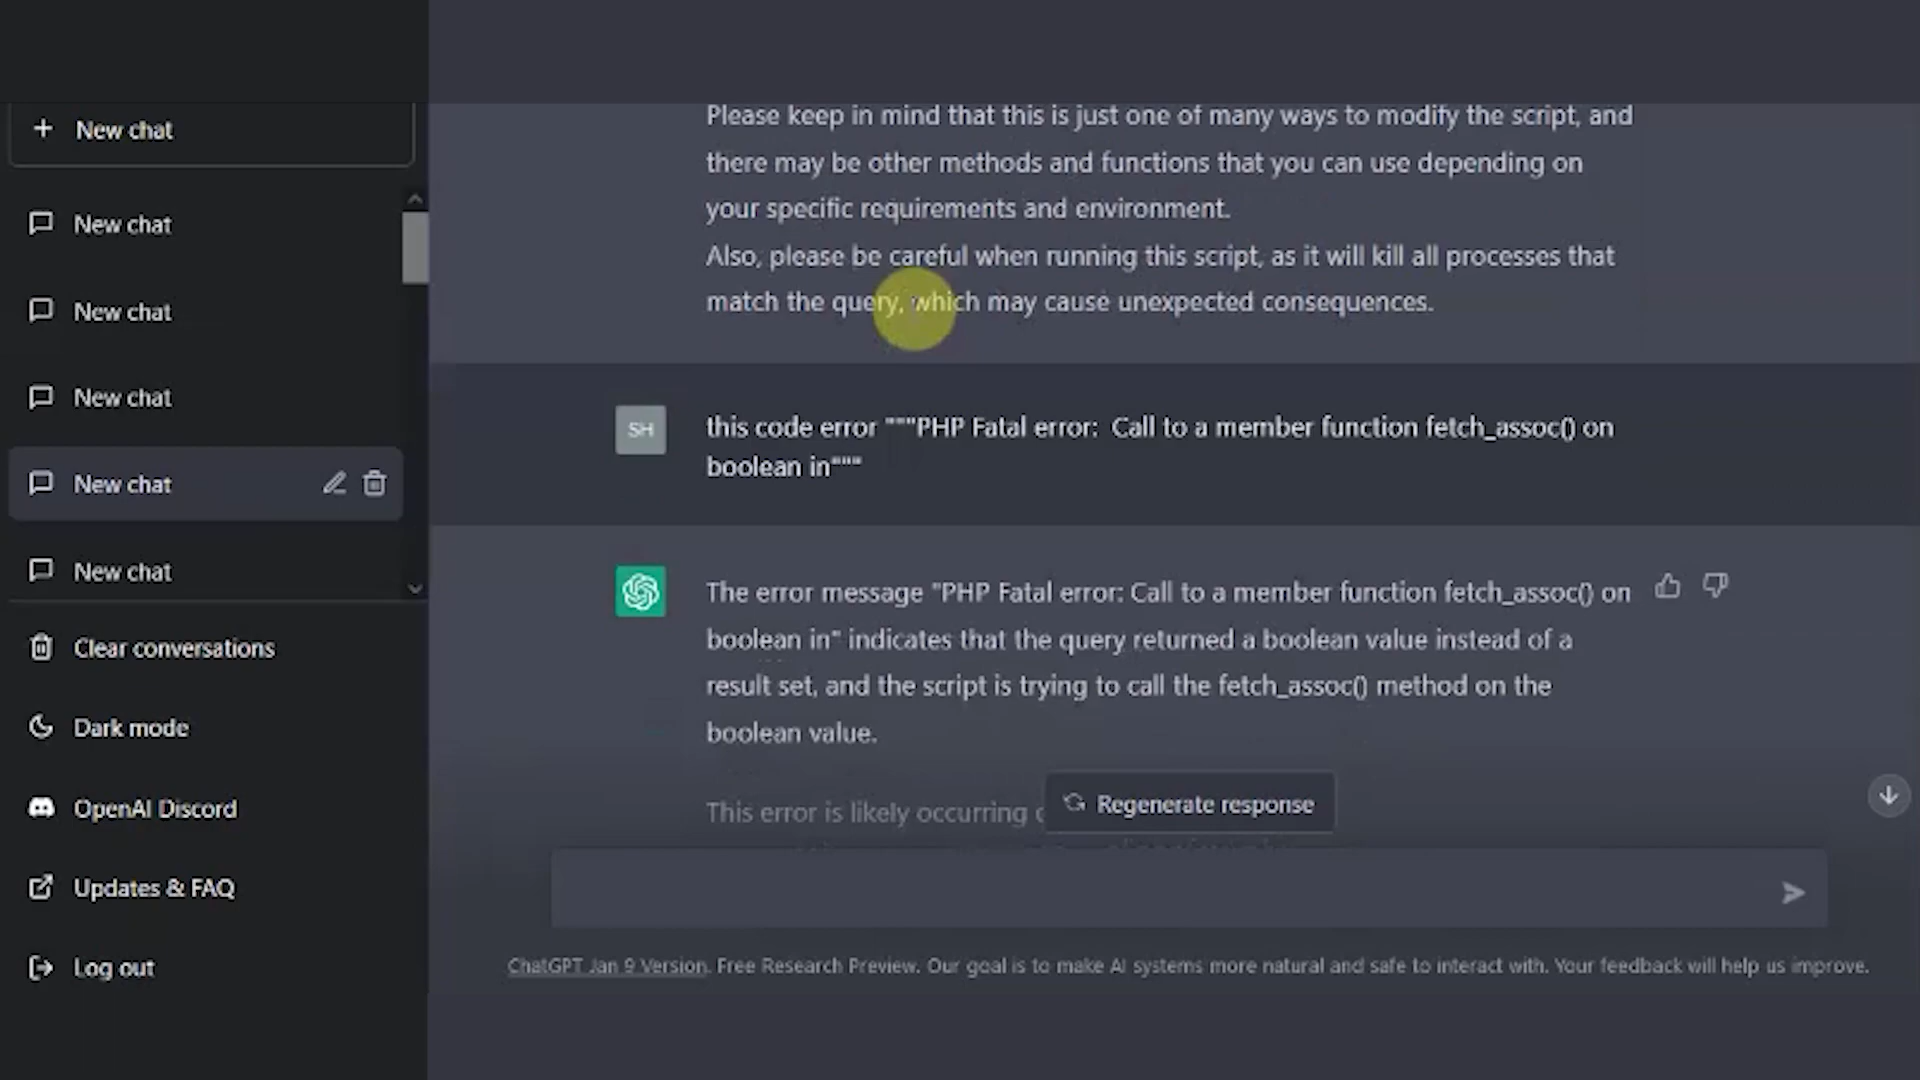 New chat
New chat
New chat
New chat
New chat
New chat
Clear conversations
Dark mode
OpenAI Discord
Updates & FAQ
Log out
Please keep in mind that this is just one of many ways to modify the script, and
there may be other methods and functions that you can use depending on
your specific requirements and environment.
Also, please be careful when running this script, as it will kill all processes that
match the query, which may cause unexpected consequences.
SH
this code error """PHP Fatal error: Call to a member function fetch_assoc() on
boolean in"""
The error message "PHP Fatal error: Call to a member function fetch_assoc() on
boolean in" indicates that the query returned a boolean value instead of a
result set, and the script is trying to call the fetch_assoc() method on the
boolean value.
This error is likely occurring
Regenerate response
ChatGPT Jan 9 Version. Free Research Preview. Our goal is to make AI systems more natural and safe to interact with. Your feedback will help us improve.